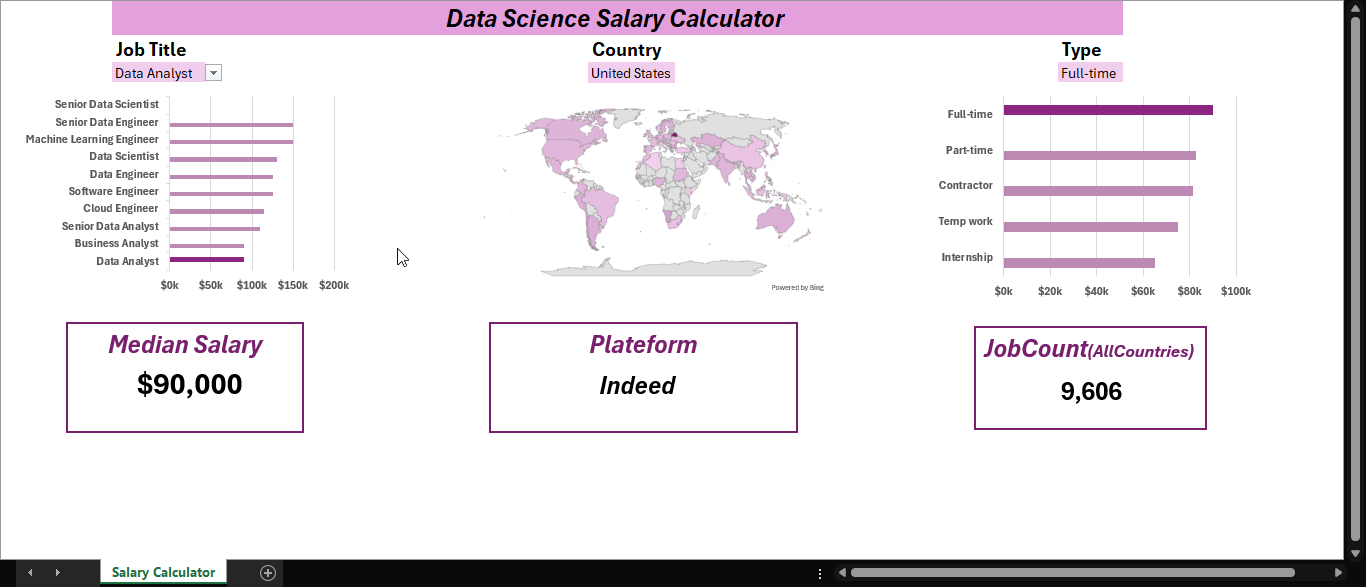 Data Science Salary Calculator
Job Title
Country
Type
Data Analyst
United States
Full-time
Senior Data Scientist
Senior Data Engineer
Machine Learning Engineer
Data Scientist
Data Engineer
Software Engineer
Cloud Engineer
Senior Data Analyst
Business Analyst
Data Analyst
$0k $50k $100k $150k $200k
Powered by Bing
Full-time
Part-time
Contractor
Temp work
Internship
$0k $20k $40k $60k $80k $100k
Median Salary
$90,000
Plateform
Indeed
JobCount(AllCountries)
9,606
Salary Calculator